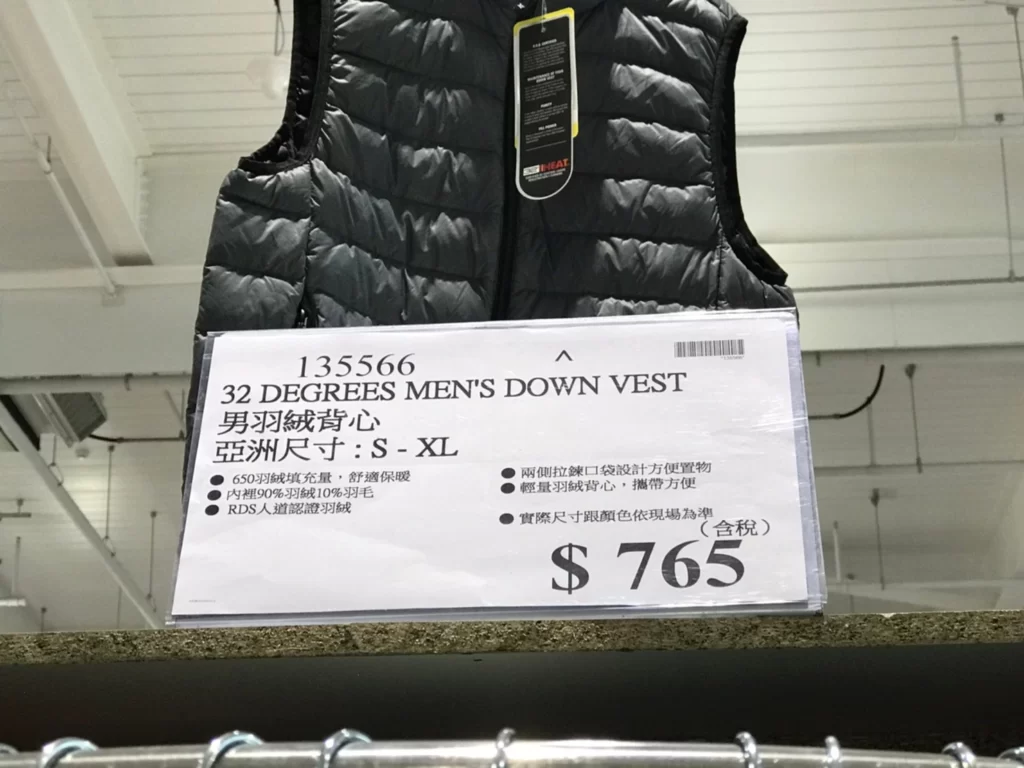 HEAT
135566
^
32 DEGREES MEN'S DOWN VEST
男羽絨背心
亞洲尺寸 : S - XL
● 650羽絨填充量，舒適保暖
● 內裡90%羽絨10%羽毛
● RDS人道認證羽絨
● 兩側拉鍊口袋設計方便置物
● 輕量羽絨背心，攜帶方便
● 實際尺寸跟顏色依現場為準
（含稅）
$ 765